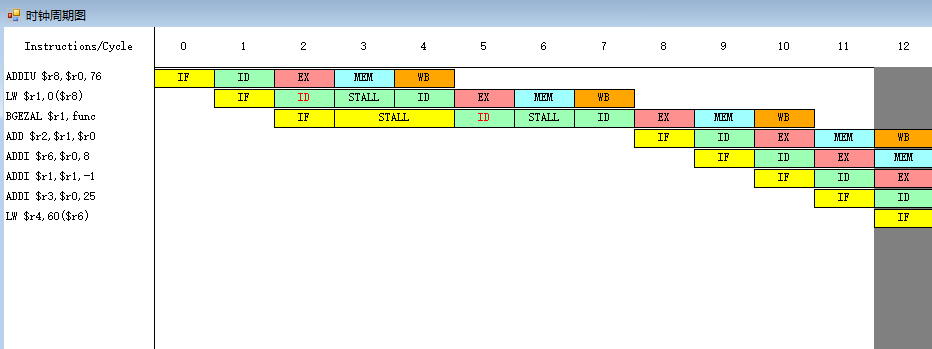 时钟周期图
Instructions/Cycle 0 1 2 3 4 5 6 7 8 9 10 11 12
ADDIU $r8,$r0,76 IF ID EX MEM WB
LW $r1,0($r8) IF ID STALL ID EX MEM WB
BGEZAL $r1,func IF STALL ID STALL ID EX MEM WB
ADD $r2,$r1,$r0 IF ID EX MEM WB
ADDI $r6,$r0,8 IF ID EX MEM
ADDI $r1,$r1,-1 IF ID EX
ADDI $r3,$r0,25 IF ID
LW $r4,60($r6) IF